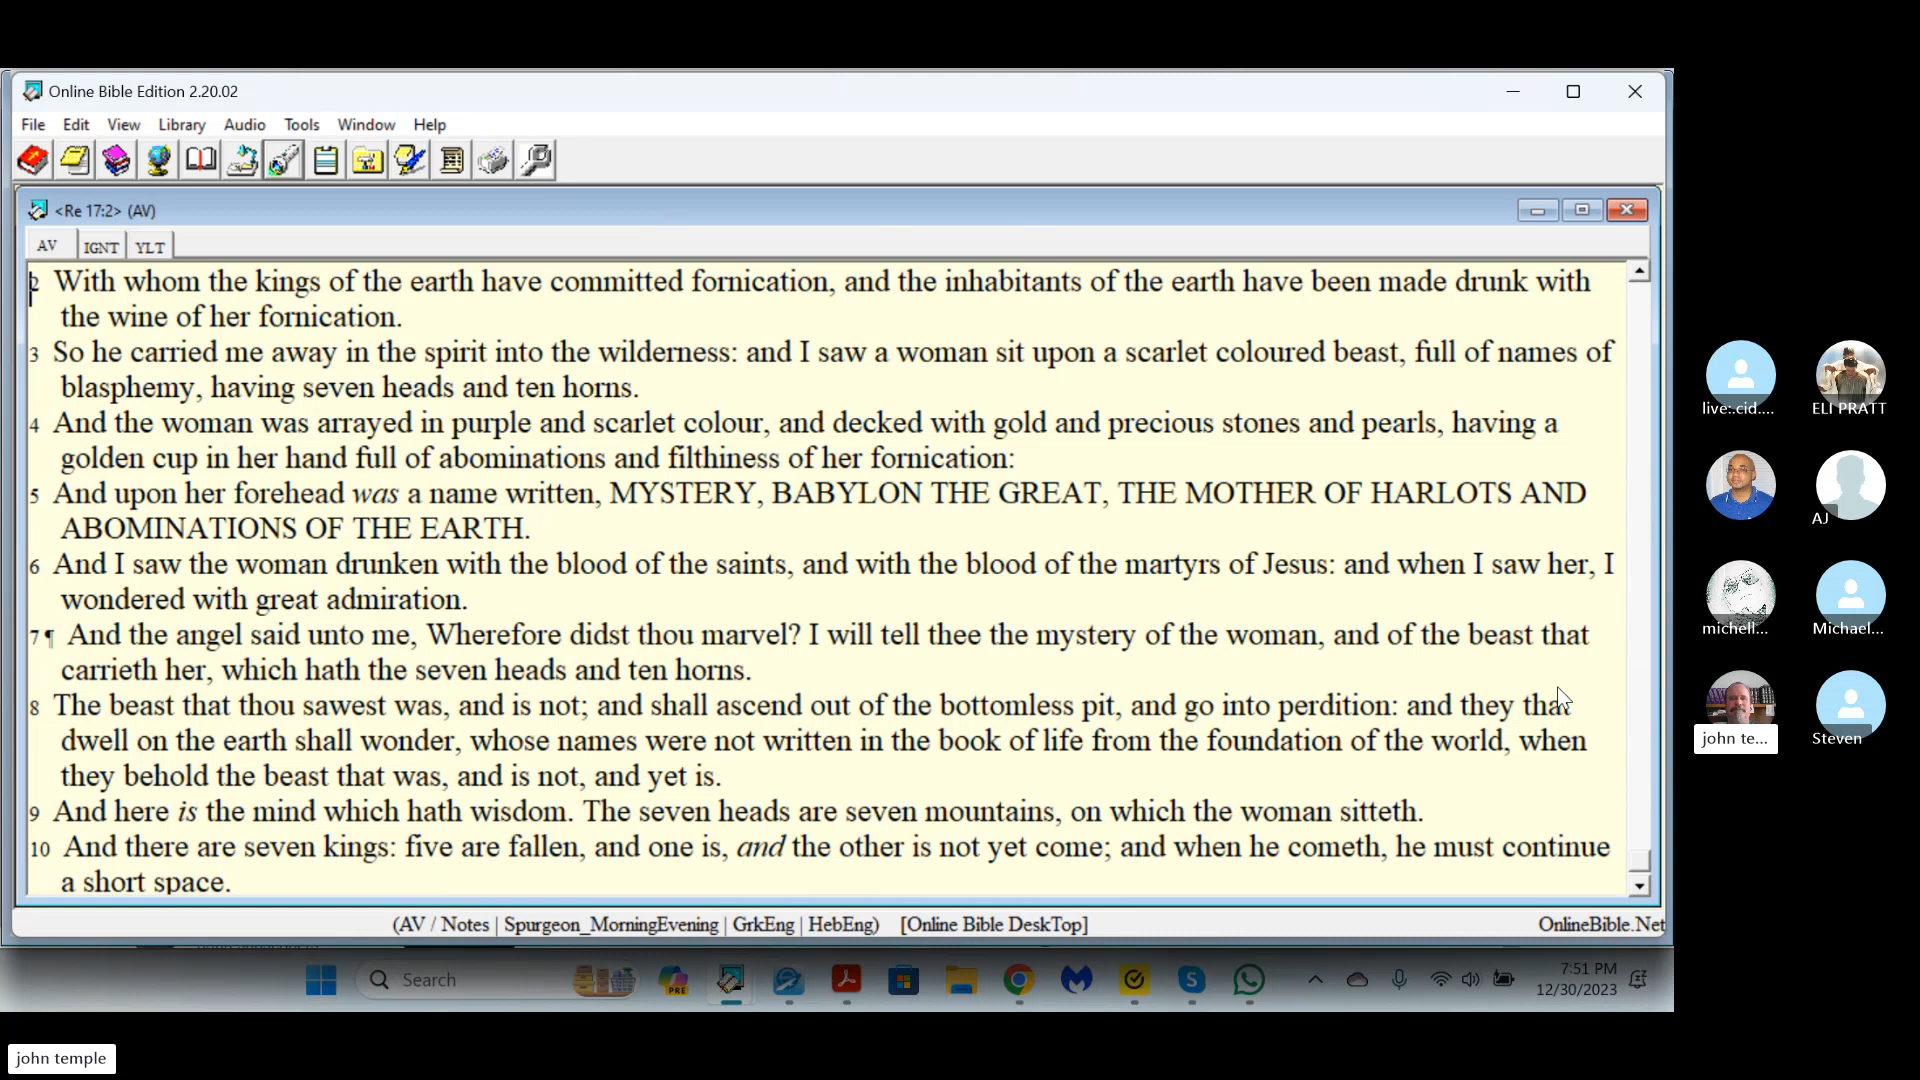 Online Bible Edition 2.20.02
File Edit View Library Audio Tools Window Help
<Re 17:2> (AV)
AV IGNT YLT
2 With whom the kings of the earth have committed fornication, and the inhabitants of the earth have been made drunk with
the wine of her fornication.
3 So he carried me away in the spirit into the wilderness: and I saw a woman sit upon a scarlet coloured beast, full of names of
blasphemy, having seven heads and ten horns.
4 And the woman was arrayed in purple and scarlet colour, and decked with gold and precious stones and pearls, having a
golden cup in her hand full of abominations and filthiness of her fornication:
5 And upon her forehead was a name written, MYSTERY, BABYLON THE GREAT, THE MOTHER OF HARLOTS AND
ABOMINATIONS OF THE EARTH.
6 And I saw the woman drunken with the blood of the saints, and with the blood of the martyrs of Jesus: and when I saw her, I
wondered with great admiration.
7 ¶ And the angel said unto me, Wherefore didst thou marvel? I will tell thee the mystery of the woman, and of the beast that
carrieth her, which hath the seven heads and ten horns.
8 The beast that thou sawest was, and is not; and shall ascend out of the bottomless pit, and go into perdition: and they that
dwell on the earth shall wonder, whose names were not written in the book of life from the foundation of the world, when
they behold the beast that was, and is not, and yet is.
9 And here is the mind which hath wisdom. The seven heads are seven mountains, on which the woman sitteth.
10 And there are seven kings: five are fallen, and one is, and the other is not yet come; and when he cometh, he must continue
a short space.
(AV / Notes | Spurgeon_MorningEvening | GrkEng | HebEng) [Online Bible DeskTop] OnlineBible.Net
Search
PRE
7:51 PM
12/30/2023
live:.cid.... ELI PRATT
AJ
michell... Michael...
john te... Steven
john temple